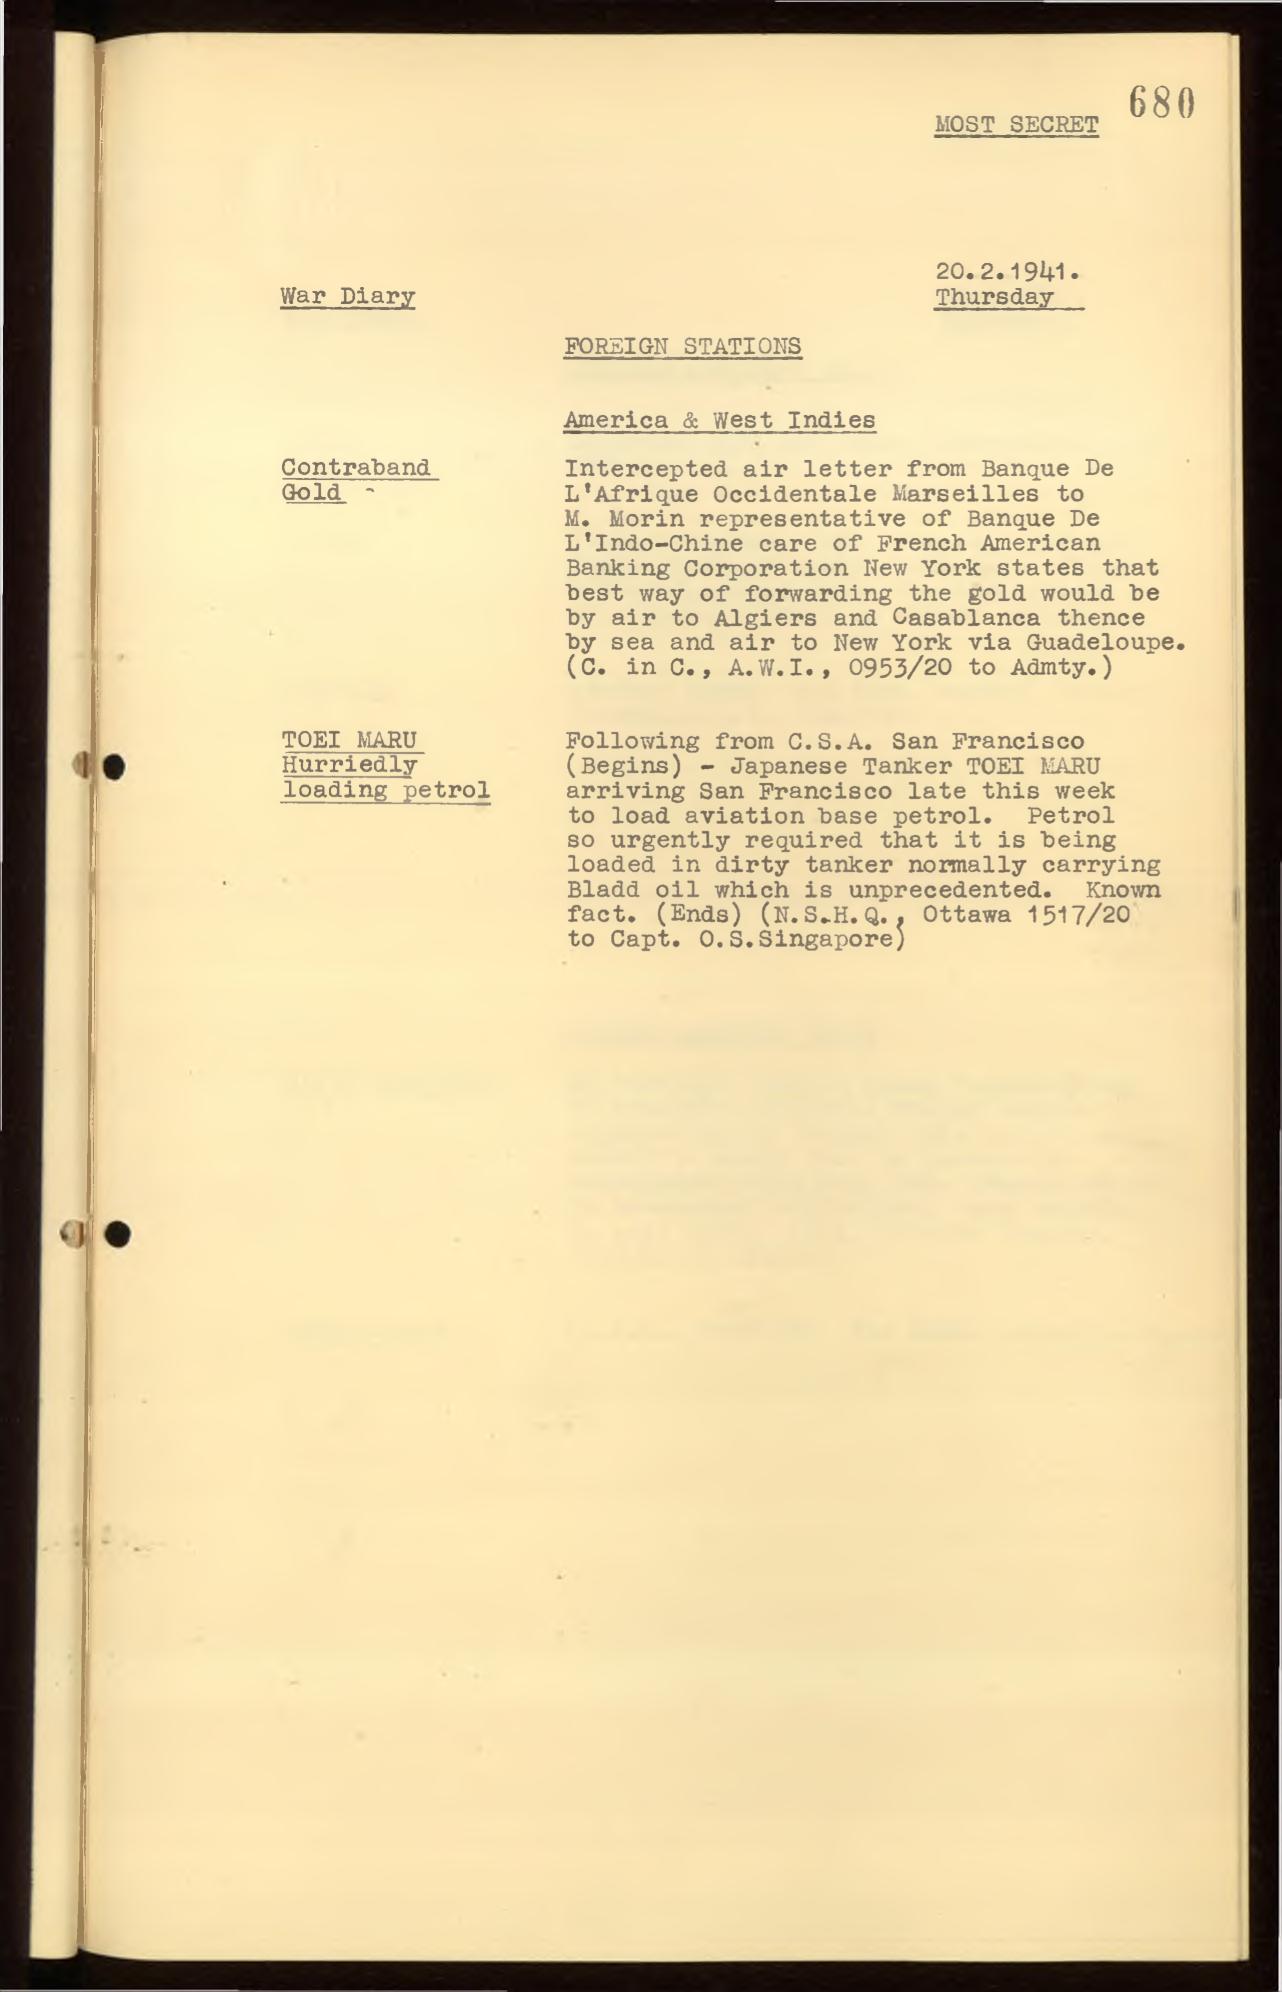 680
MOST SECRET
20.2.1941.
War Diary
Thursday
FOREIGN STATIONS
America & West Indies
Contraband
Gold
Intercepted air letter from Banque De
L'Afrique Occidentale Marseilles to
M. Morin representative of Banque De
L'Indo-Chine care of French American
Banking Corporation New York states that
best way of forwarding the gold would be
by air to Algiers and Casablanca thence
by sea and air to New York via Guadeloupe.
(C. in C., A.W.I., 0953/20 to Admty.)
TOEI MARU
Hurriedly
loading petrol
Following from C.S.A. San Francisco
(Begins) - Japanese Tanker TOEI MARU
arriving San Francisco late this week
to load aviation base petrol. Petrol
so urgently required that it is being
loaded in dirty tanker normally carrying
Bladd oil which is unprecedented. Known
fact. (Ends) (N.S.H.Q., Ottawa 1517/20
to Capt. O.S.Singapore)